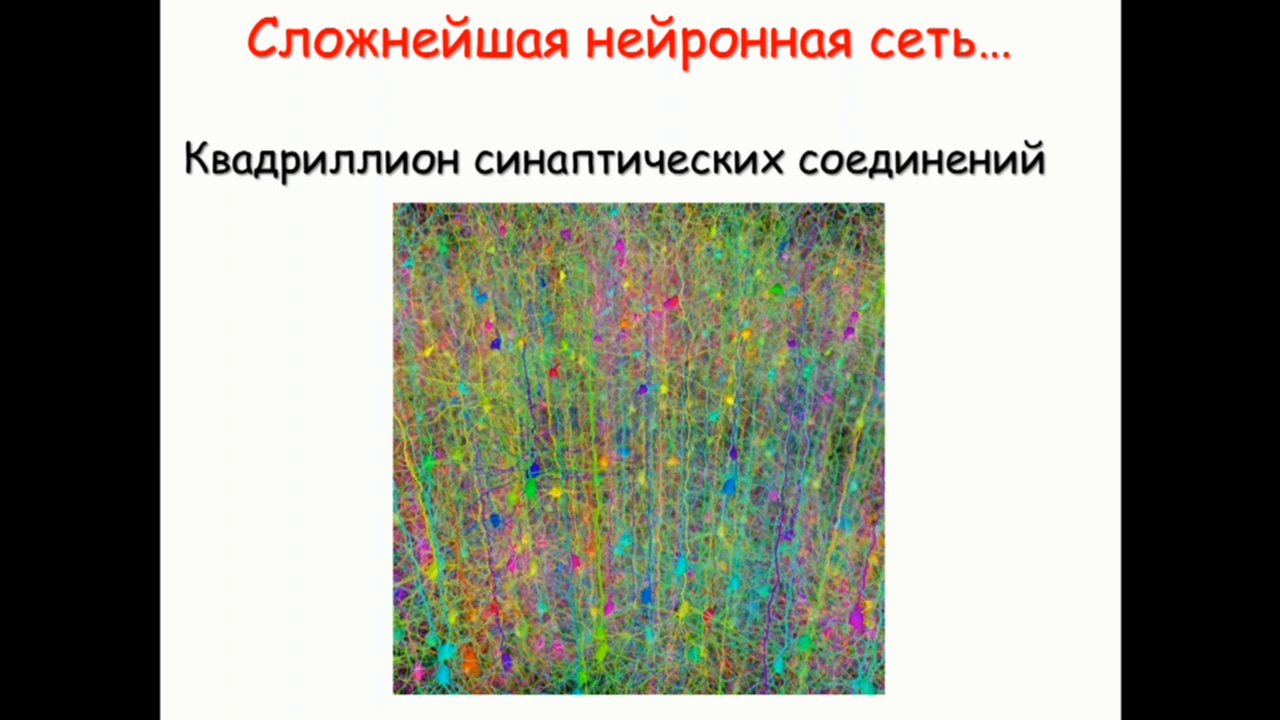 Сложнейшая нейронная сеть...
Квадриллион синаптических соединений